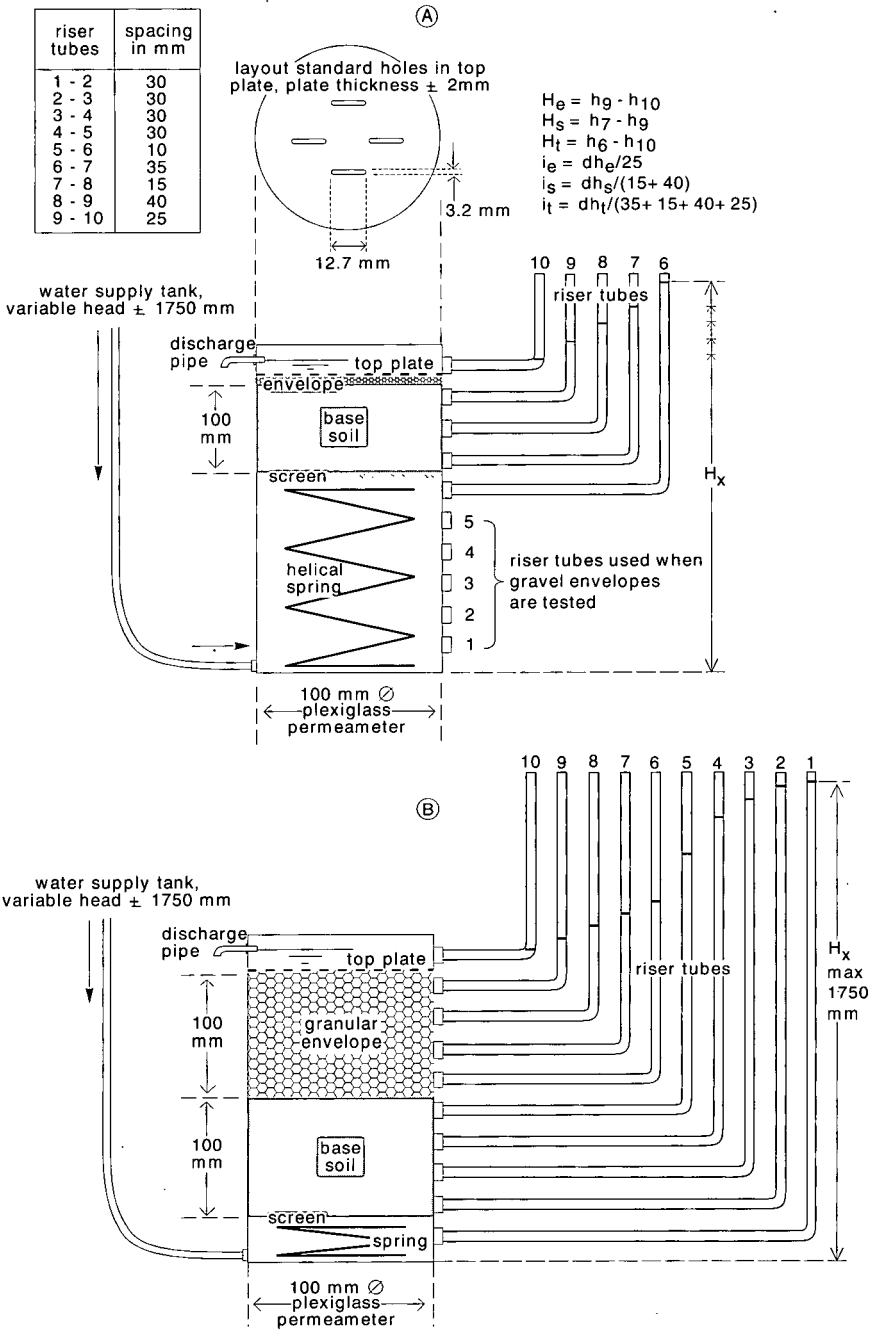 A
riser tubes | spacing in mm
1 - 2 | 30
2 - 3 | 30
3 - 4 | 30
4 - 5 | 30
5 - 6 | 10
6 - 7 | 35
7 - 8 | 15
8 - 9 | 40
9 - 10 | 25
layout standard holes in top
plate, plate thickness ± 2mm
3.2 mm
12.7 mm
He = h9 - h10
Hs = h7 - h9
Ht = h6 - h10
ie = dhe/25
is = dhs/(15+ 40)
it = dht/(35+ 15+ 40+ 25)
water supply tank,
variable head ± 1750 mm
10 9 8 7 6
riser tubes
discharge
pipe
top plate
envelope
100
mm
base
soil
screen
Hx
helical
spring
5
4
3
2
1
riser tubes used when
gravel envelopes
are tested
100 mm ∅
plexiglass
permeameter
B
10 9 8 7 6 5 4 3 2 1
water supply tank,
variable head ± 1750 mm
discharge
pipe
top plate
riser tubes
Hx
max
1750
mm
100
mm
granular
envelope
100
mm
base
soil
screen
spring
100 mm ∅
plexiglass
permeameter